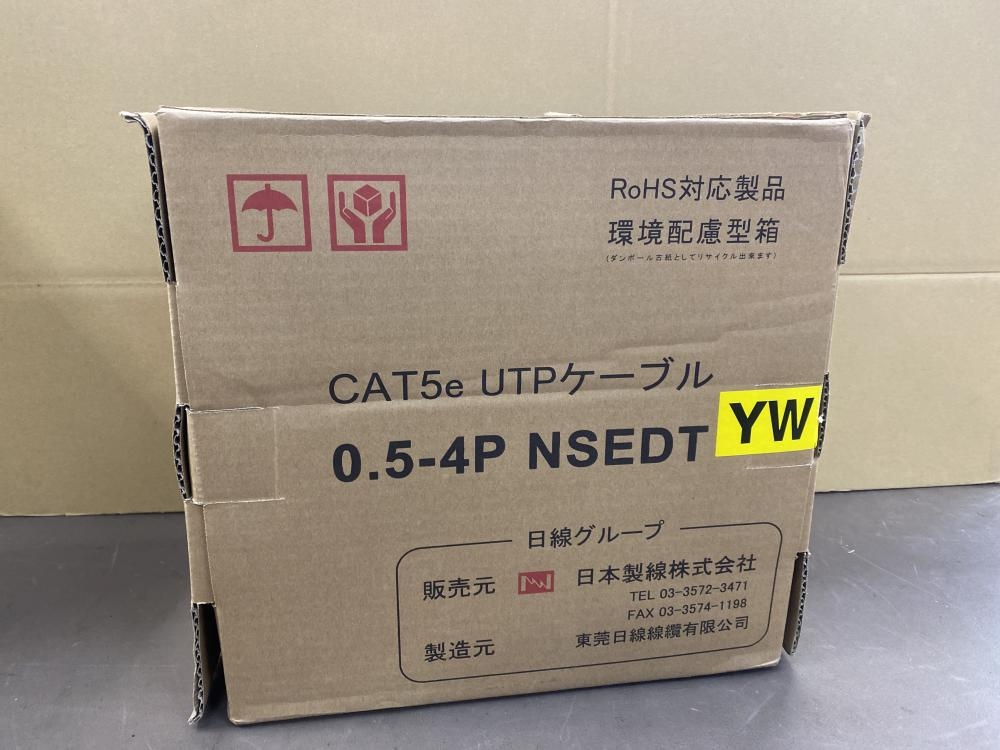 RoHS対応製品
環境配慮型箱
(ダンボール古紙としてリサイクル出来ます)
CAT5e UTPケーブル
0.5-4P NSEDT YW
日線グループ
販売元 日本製線株式会社
TEL 03-3572-3471
FAX 03-3574-1198
製造元 東莞日線線纜有限公司